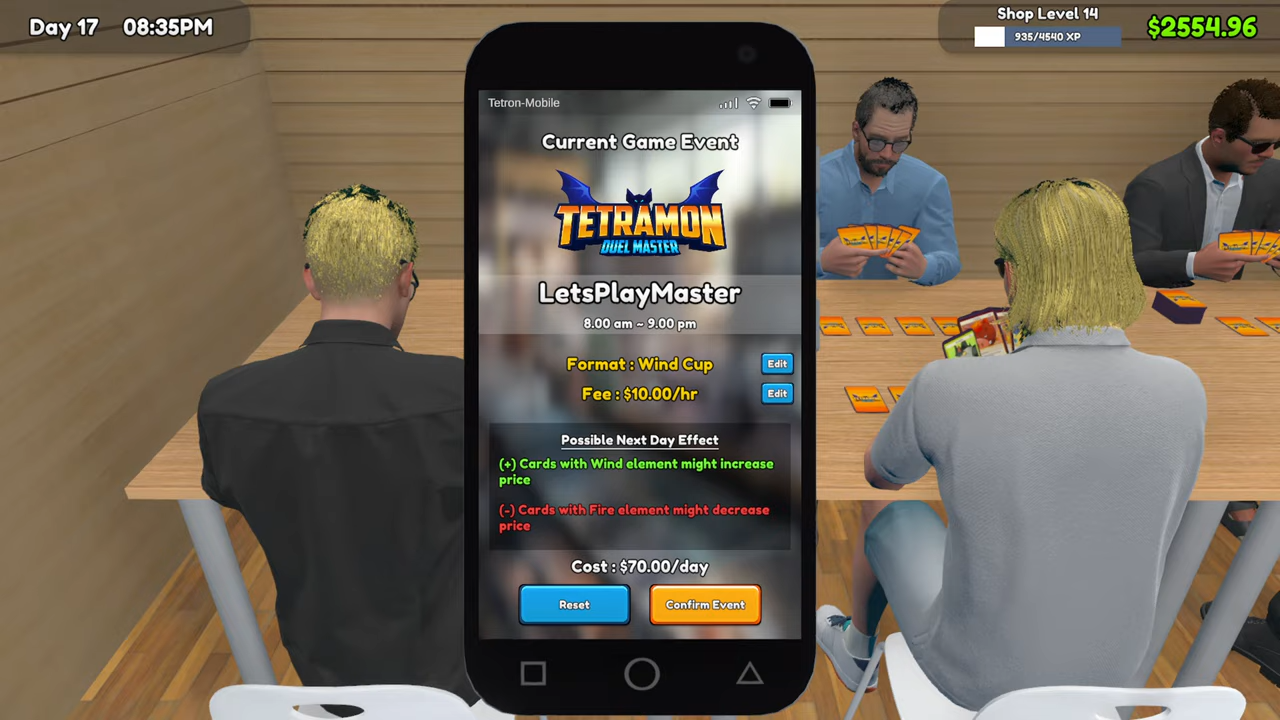 Day 17 08:35PM
Shop Level 14
935/4540 XP
$2554.96
Tetron-Mobile
Current Game Event
TETRAMON
DUEL MASTER
LetsPlayMaster
8.00 am ~ 9.00 pm
Format : Wind Cup
Edit
Fee : $10.00/hr
Edit
Possible Next Day Effect
(+) Cards with Wind element might increase
price
(-) Cards with Fire element might decrease
price
Cost : $70.00/day
Reset
Confirm Event